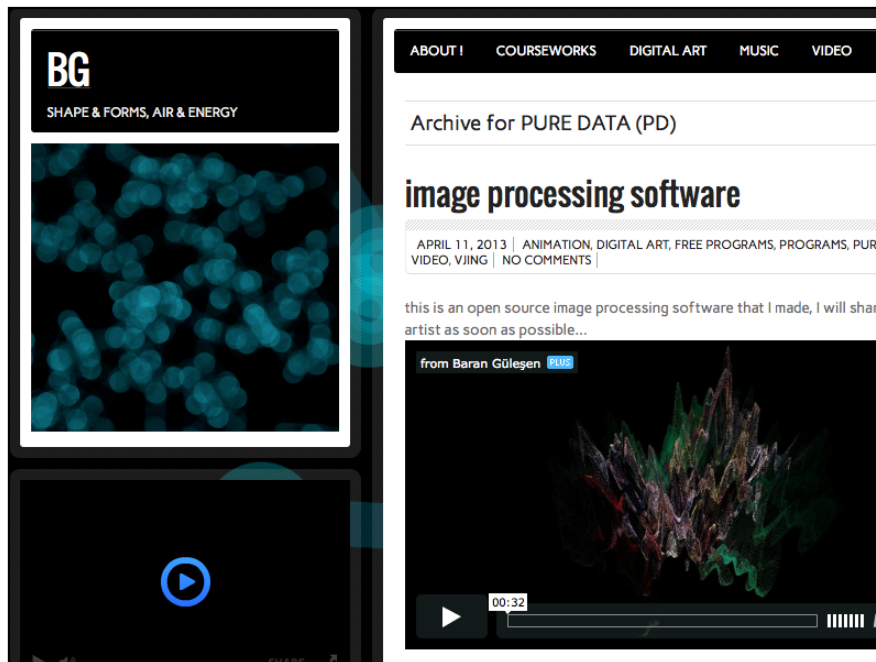 BG
SHAPE & FORMS, AIR & ENERGY
ABOUT ! COURSEWORKS DIGITAL ART MUSIC VIDEO
Archive for PURE DATA (PD)
image processing software
APRIL 11, 2013 | ANIMATION, DIGITAL ART, FREE PROGRAMS, PROGRAMS, PUR
VIDEO, VJING | NO COMMENTS |
this is an open source image processing software that I made, I will shar
artist as soon as possible...
from Baran Güleşen PLUS
00:32
SHARE